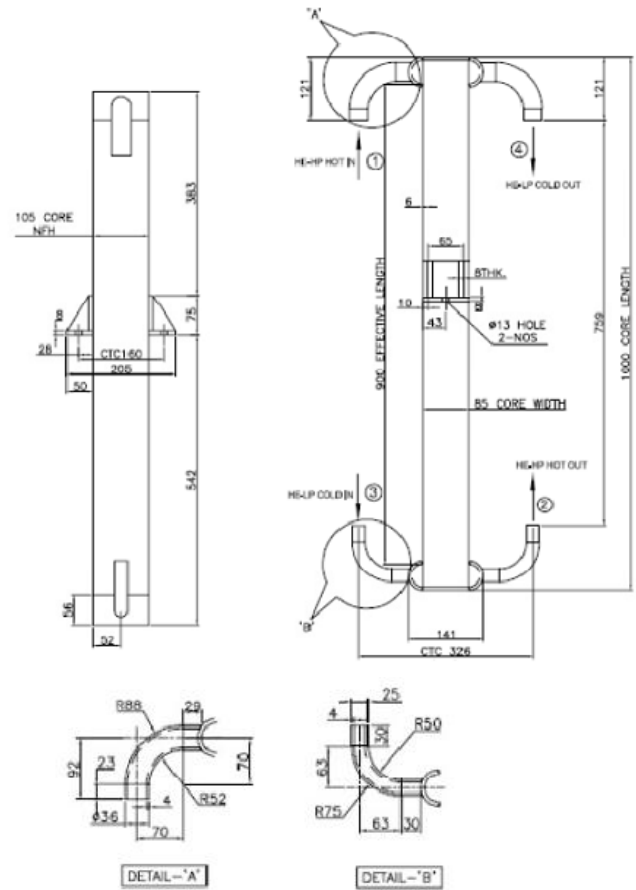 'A'
121
121
①
④
HE-HP HOT IN
HE-LP COLD OUT
383
105 CORE
NFH
6
65
8THK.
75
10
43
Ø13 HOLE
2-NOS
28
CTC160
205
50
900 EFFECTIVE LENGTH
759
1000 CORE LENGTH
85 CORE WIDTH
542
HE-HP HOT OUT
HE-LP COLD IN
③
②
56
52
'B'
141
CTC 326
R88
29
92
23
70
4
R52
Ø36
70
DETAIL-'A'
25
4
30
R50
63
R75
63
30
DETAIL-'B'